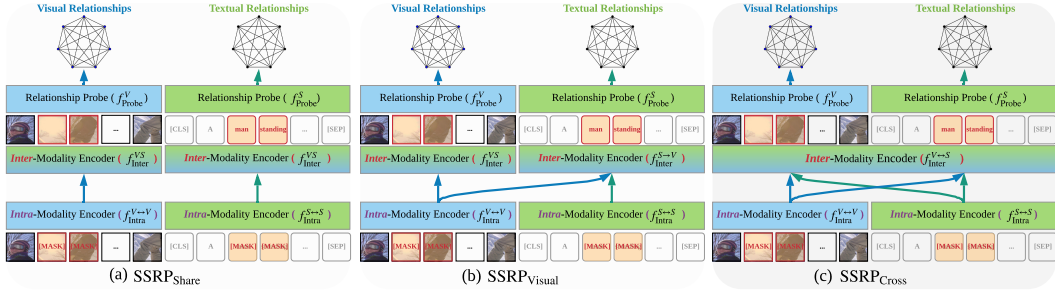 Visual Relationships Textual Relationships Visual Relationships Textual Relationships Visual Relationships Textual Relationships
Relationship Probe ( f^V_Probe ) Relationship Probe ( f^S_Probe ) Relationship Probe ( f^V_Probe ) Relationship Probe ( f^S_Probe ) Relationship Probe ( f^V_Probe ) Relationship Probe ( f^S_Probe )
... [CLS] A man standing ... [SEP] ... [CLS] A man standing ... [SEP] ... [CLS] A man standing ... [SEP]
Inter-Modality Encoder ( f^VS_Inter ) Inter-Modality Encoder ( f^VS_Inter ) Inter-Modality Encoder ( f^VS_Inter ) Inter-Modality Encoder ( f^S→V_Inter ) Inter-Modality Encoder ( f^V↔S_Inter )
Intra-Modality Encoder ( f^V↔V_Intra ) Intra-Modality Encoder ( f^S↔S_Intra ) Intra-Modality Encoder ( f^V↔V_Intra ) Intra-Modality Encoder ( f^S↔S_Intra ) Intra-Modality Encoder ( f^V↔V_Intra ) Intra-Modality Encoder ( f^S↔S_Intra )
[MASK] [MASK] ... [CLS] A [MASK] [MASK] ... [SEP] [MASK] [MASK] ... [CLS] A [MASK] [MASK] ... [SEP] [MASK] [MASK] ... [CLS] A [MASK] [MASK] ... [SEP]
(a) SSRP_Share (b) SSRP_Visual (c) SSRP_Cross